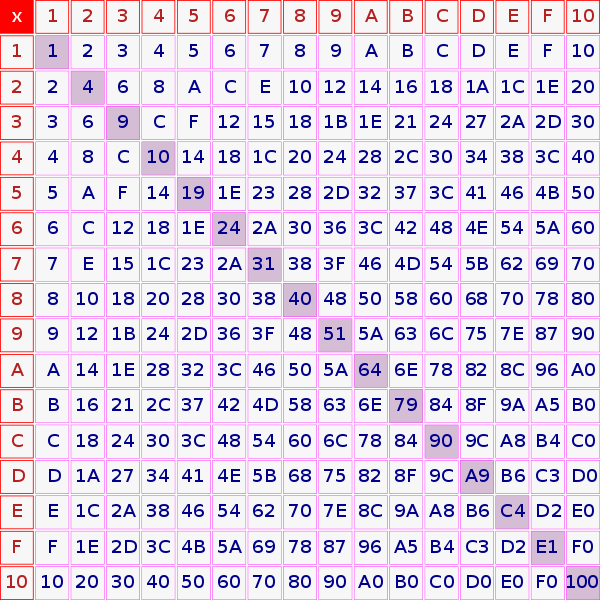 x 1 2 3 4 5 6 7 8 9 A B C D E F 10
1 1 2 3 4 5 6 7 8 9 A B C D E F 10
2 2 4 6 8 A C E 10 12 14 16 18 1A 1C 1E 20
3 3 6 9 C F 12 15 18 1B 1E 21 24 27 2A 2D 30
4 4 8 C 10 14 18 1C 20 24 28 2C 30 34 38 3C 40
5 5 A F 14 19 1E 23 28 2D 32 37 3C 41 46 4B 50
6 6 C 12 18 1E 24 2A 30 36 3C 42 48 4E 54 5A 60
7 7 E 15 1C 23 2A 31 38 3F 46 4D 54 5B 62 69 70
8 8 10 18 20 28 30 38 40 48 50 58 60 68 70 78 80
9 9 12 1B 24 2D 36 3F 48 51 5A 63 6C 75 7E 87 90
A A 14 1E 28 32 3C 46 50 5A 64 6E 78 82 8C 96 A0
B B 16 21 2C 37 42 4D 58 63 6E 79 84 8F 9A A5 B0
C C 18 24 30 3C 48 54 60 6C 78 84 90 9C A8 B4 C0
D D 1A 27 34 41 4E 5B 68 75 82 8F 9C A9 B6 C3 D0
E E 1C 2A 38 46 54 62 70 7E 8C 9A A8 B6 C4 D2 E0
F F 1E 2D 3C 4B 5A 69 78 87 96 A5 B4 C3 D2 E1 F0
10 10 20 30 40 50 60 70 80 90 A0 B0 C0 D0 E0 F0 100